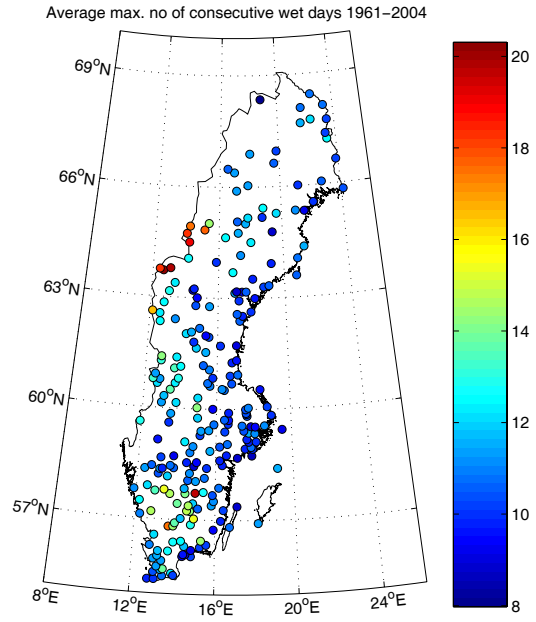 Average max. no of consecutive wet days 1961−2004
69°N
66°N
63°N
60°N
57°N
8°E
12°E
16°E
20°E
24°E
20
18
16
14
12
10
8